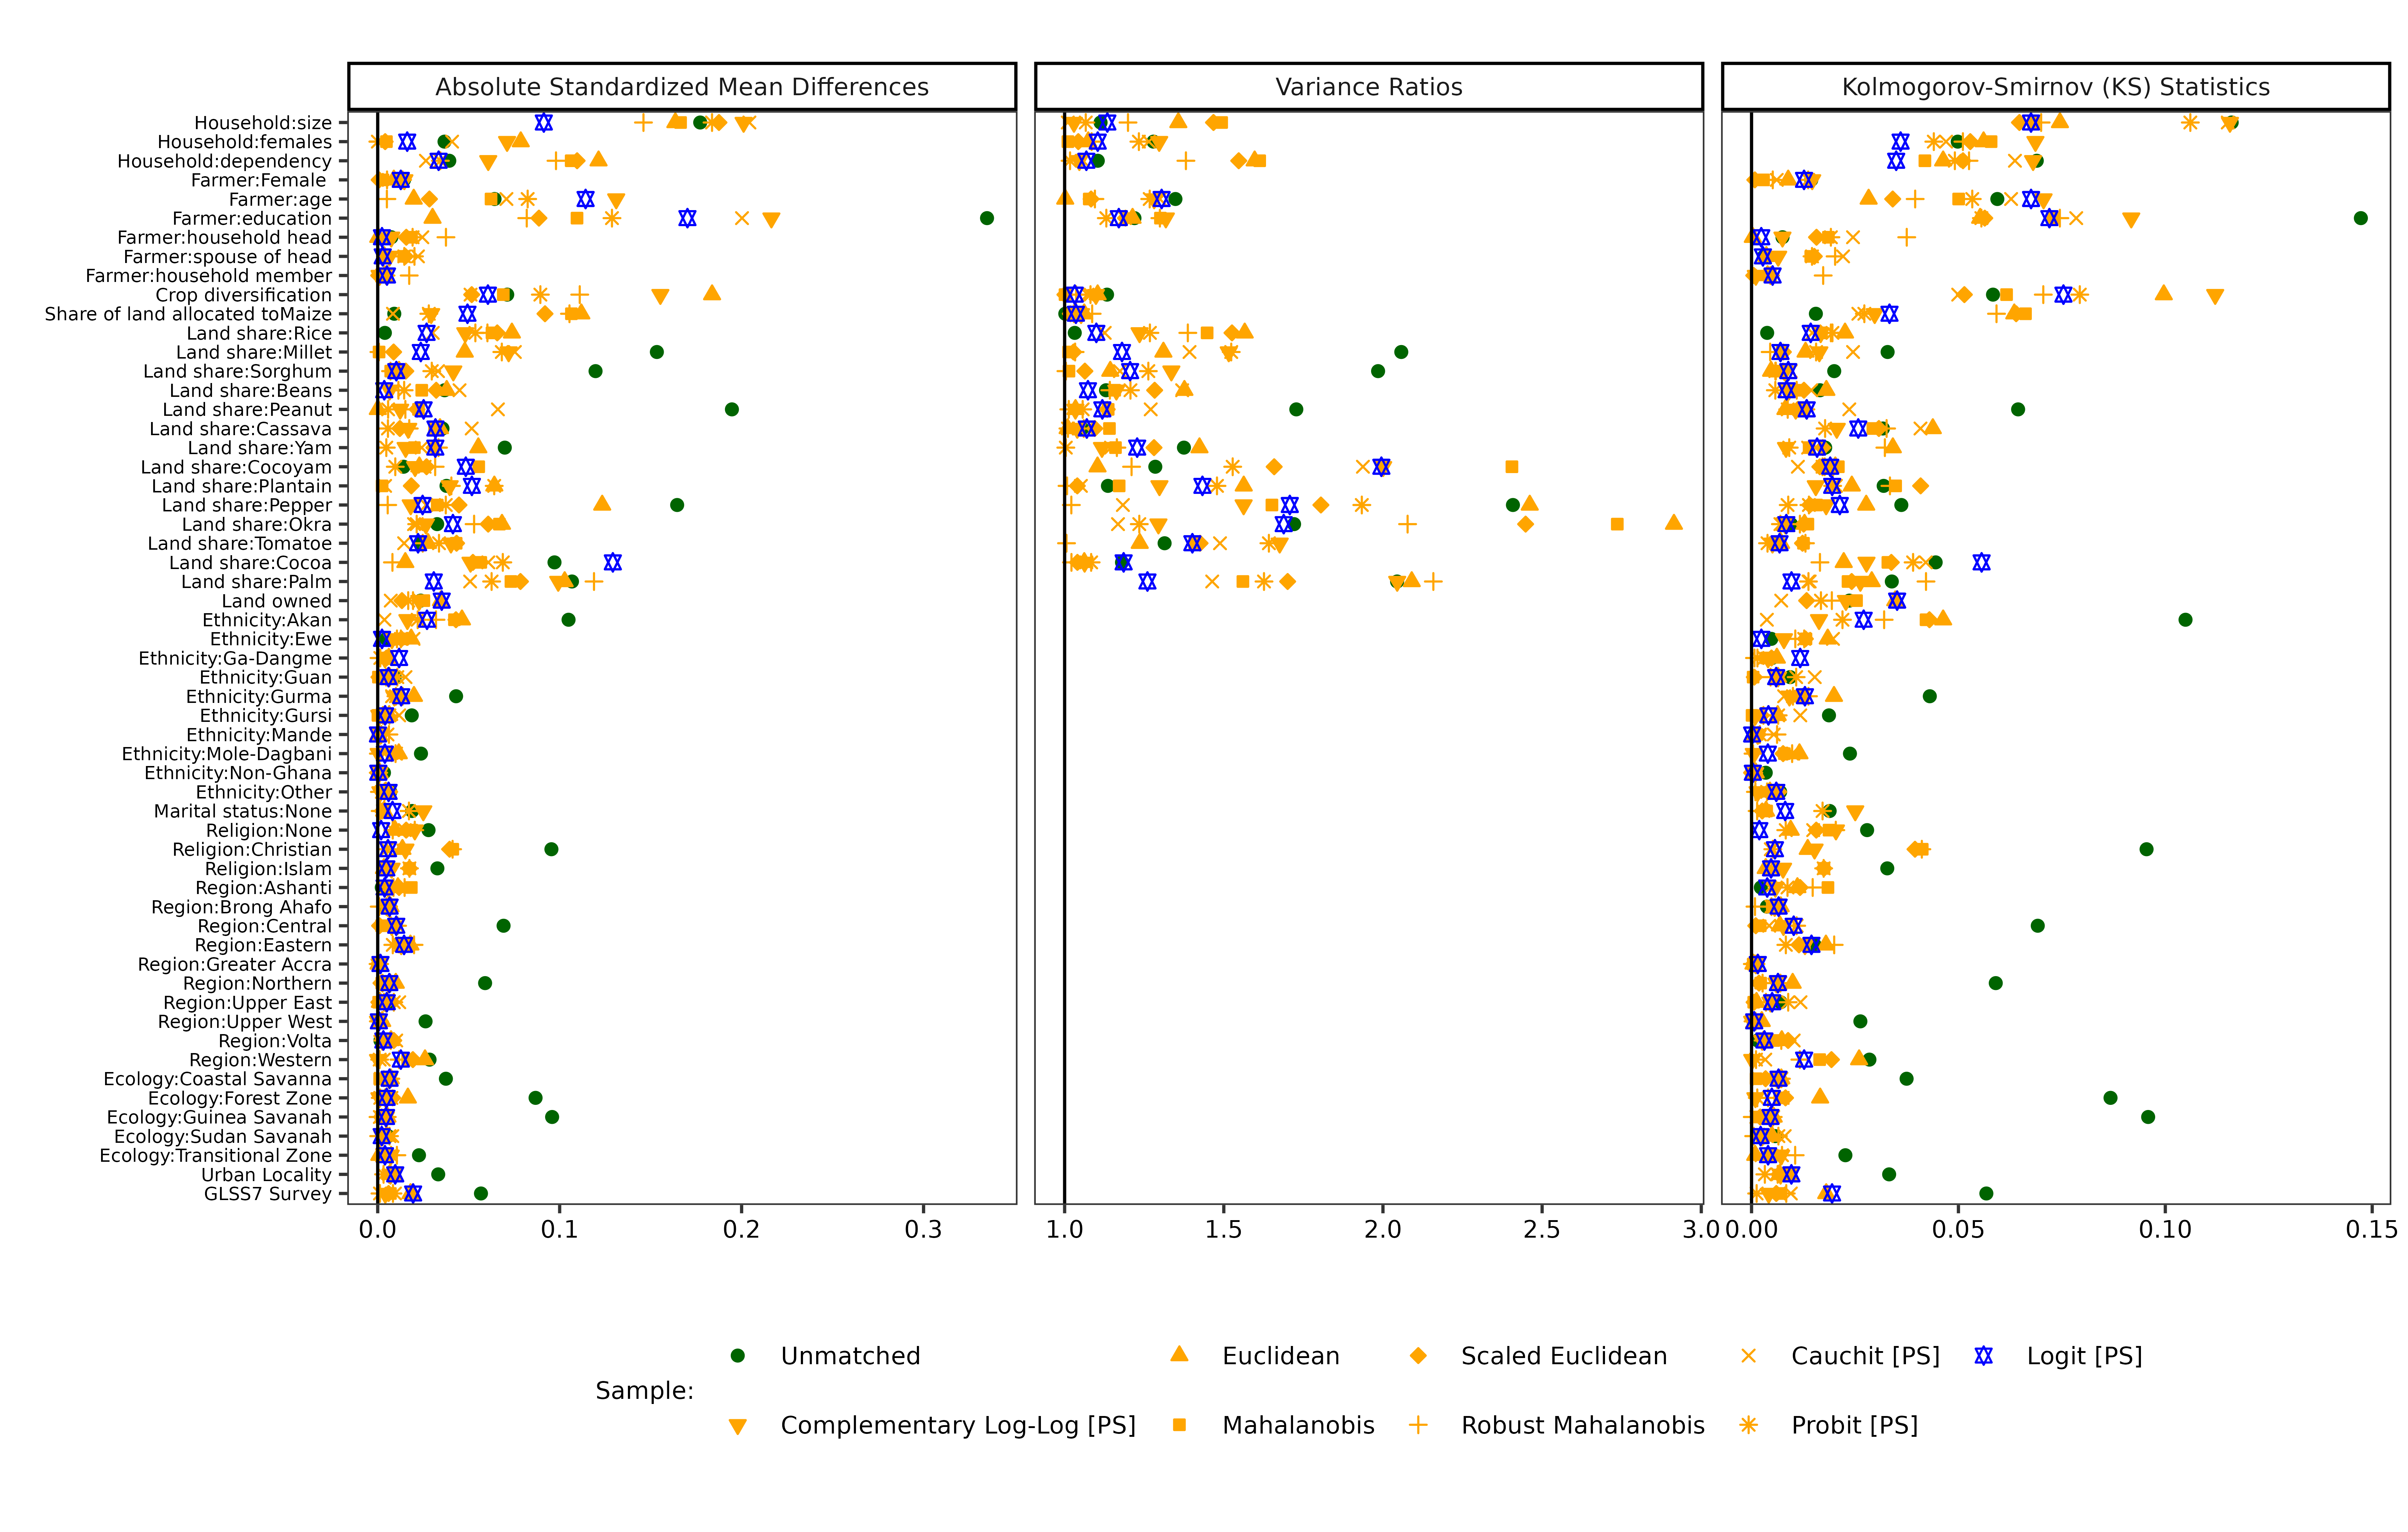 Absolute Standardized Mean Differences
Variance Ratios
Kolmogorov-Smirnov (KS) Statistics
Household:size
Household:females
Household:dependency
Farmer:Female
Farmer:age
Farmer:education
Farmer:household head
Farmer:spouse of head
Farmer:household member
Crop diversification
Share of land allocated toMaize
Land share:Rice
Land share:Millet
Land share:Sorghum
Land share:Beans
Land share:Peanut
Land share:Cassava
Land share:Yam
Land share:Cocoyam
Land share:Plantain
Land share:Pepper
Land share:Okra
Land share:Tomatoe
Land share:Cocoa
Land share:Palm
Land owned
Ethnicity:Akan
Ethnicity:Ewe
Ethnicity:Ga-Dangme
Ethnicity:Guan
Ethnicity:Gurma
Ethnicity:Gursi
Ethnicity:Mande
Ethnicity:Mole-Dagbani
Ethnicity:Non-Ghana
Ethnicity:Other
Marital status:None
Religion:None
Religion:Christian
Religion:Islam
Region:Ashanti
Region:Brong Ahafo
Region:Central
Region:Eastern
Region:Greater Accra
Region:Northern
Region:Upper East
Region:Upper West
Region:Volta
Region:Western
Ecology:Coastal Savanna
Ecology:Forest Zone
Ecology:Guinea Savanah
Ecology:Sudan Savanah
Ecology:Transitional Zone
Urban Locality
GLSS7 Survey
0.0 0.1 0.2 0.3
1.0 1.5 2.0 2.5 3.0
0.00 0.05 0.10 0.15
Sample:
Unmatched Euclidean Scaled Euclidean Cauchit [PS] Logit [PS]
Complementary Log-Log [PS] Mahalanobis Robust Mahalanobis Probit [PS]